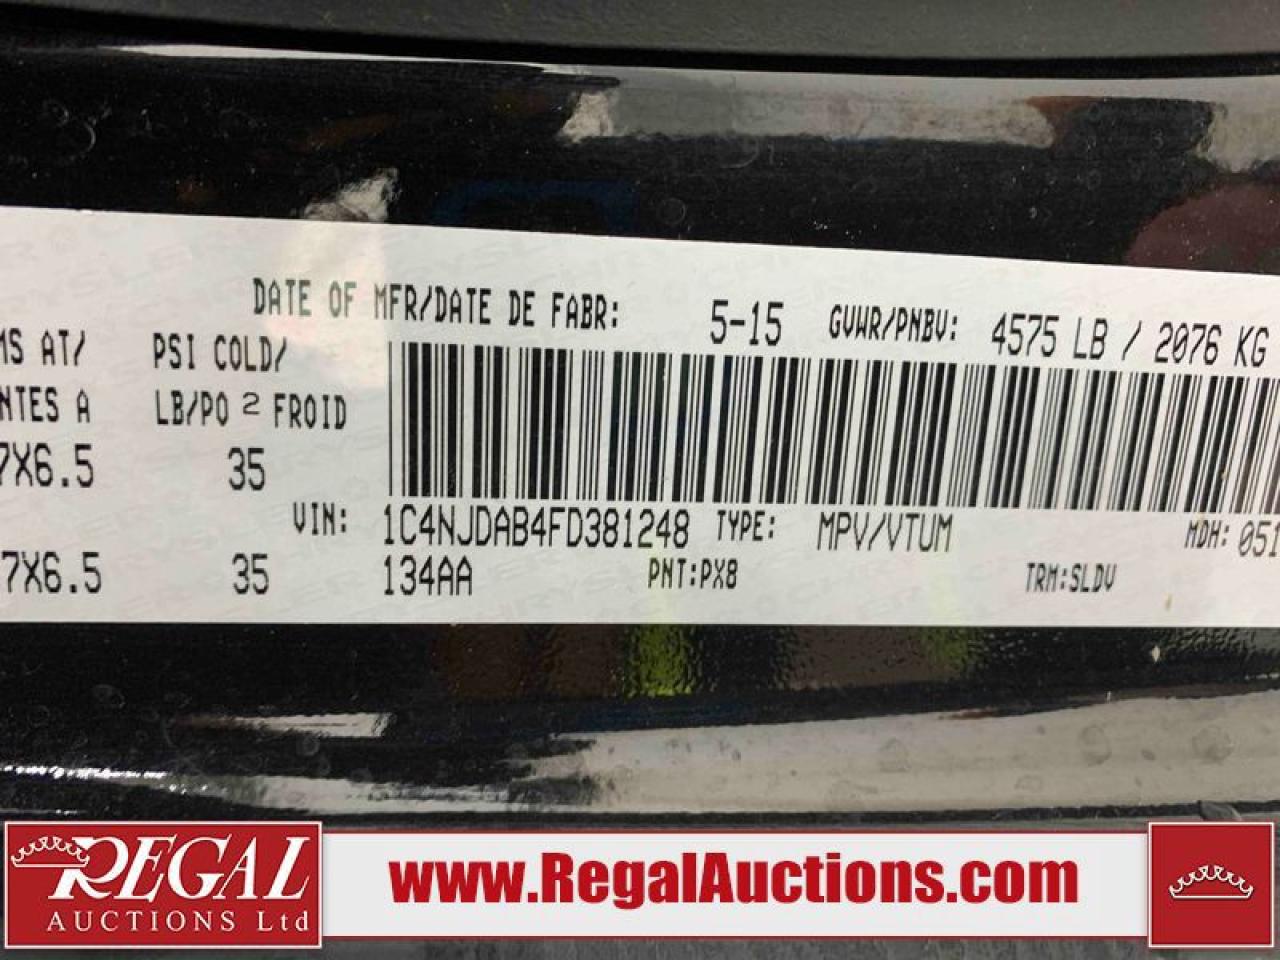 DATE OF MFR/DATE DE FABR: 5-15 GVWR/PNBV: 4575 LB / 2076 KG
MS AT/ PSI COLD/
NTES A LB/PO 2 FROID
7X6.5 35
VIN: 1C4NJDAB4FD381248 TYPE: MPV/VTUM MDH: 051
7X6.5 35 134AA PNT:PX8 TRM:SLDV
REGAL
AUCTIONS Ltd
www.RegalAuctions.com